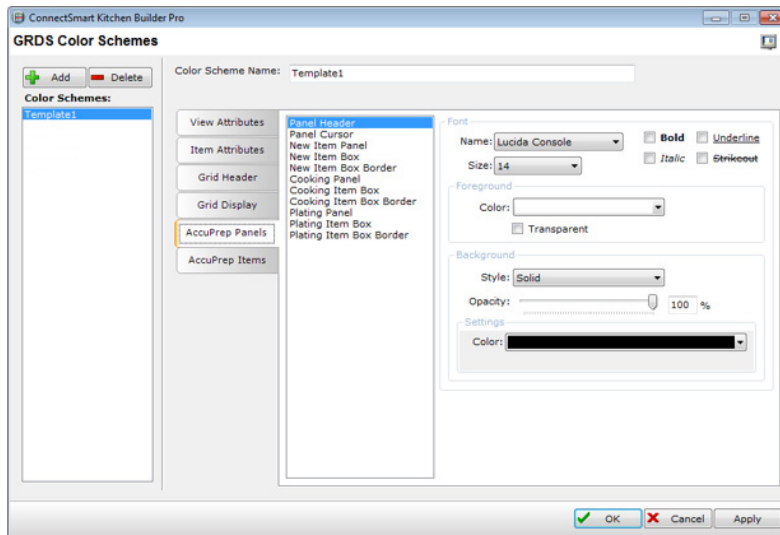 ConnectSmart Kitchen Builder Pro
GRDS Color Schemes
Add
Delete
Color Schemes:
Template1
Color Scheme Name: Template1
View Attributes
Item Attributes
Grid Header
Grid Display
AccuPrep Panels
AccuPrep Items
Panel Header
Panel Cursor
New Item Panel
New Item Box
New Item Box Border
Cooking Panel
Cooking Item Box
Cooking Item Box Border
Plating Panel
Plating Item Box
Plating Item Box Border
Font
Name: Lucida Console
Bold
Underline
Size: 14
Italic
Strikeout
Foreground
Color:
Transparent
Background
Style: Solid
Opacity: 100 %
Settings
Color:
OK
Cancel
Apply